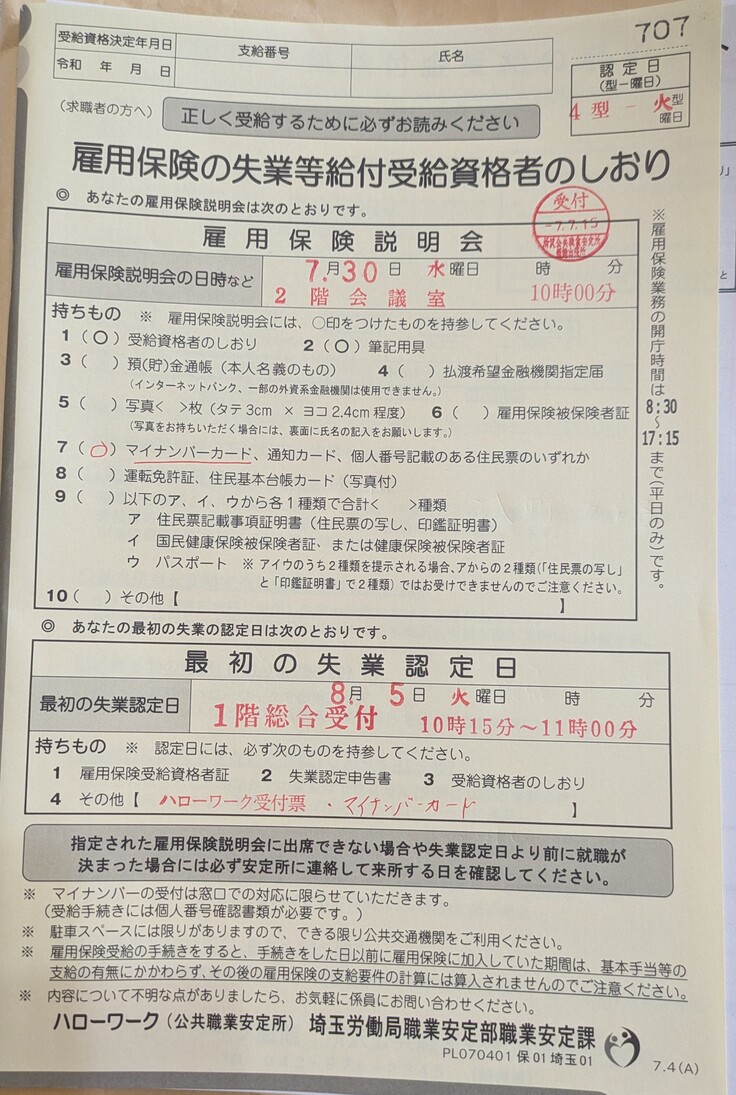 707
受給資格決定年月日 支給番号 氏名
令和 年 月 日
認定日
(型ー曜日)
4型 - 火型
曜日
(求職者の方へ) 正しく受給するために必ずお読みください
雇用保険の失業等給付受給資格者のしおり
◎ あなたの雇用保険説明会は次のとおりです。
受付
-7.7.15
雇用保険説明会
雇用保険説明会の日時など 7.月30日 水曜日 時 分
2階会議室 10時00分
持ちもの ※ 雇用保険説明会には、○印をつけたものを持参してください。
1(○)受給資格者のしおり 2(○)筆記用具
3( )預(貯)金通帳(本人名義のもの) 4( )払渡希望金融機関指定届
(インターネットバンク、一部の外資系金融機関は使用できません。)
5( )写真< >枚(タテ3cm × ヨコ2.4cm程度) 6( )雇用保険被保険者証
(写真をお持ちいただく場合には、裏面に氏名の記入をお願いします。)
7(○)マイナンバーカード、通知カード、個人番号記載のある住民票のいずれか
8( )運転免許証、住民基本台帳カード(写真付)
9( )以下のア、イ、ウから各1種類で合計< >種類
ア 住民票記載事項証明書(住民票の写し、印鑑証明書)
イ 国民健康保険被保険者証、または健康保険被保険者証
ウ パスポート ※ アイウのうち2種類を提示される場合、アからの2種類(「住民票の写し」
と「印鑑証明書」で2種類)ではお受けできませんのでご注意ください。
10( )その他【 】
※雇用保険業務の開庁時間は8:30~17:15まで(平日のみ)です。
◎ あなたの最初の失業の認定日は次のとおりです。
最初の失業認定日
最初の失業認定日 8.月 5日 火曜日 時 分
1階総合受付 10時15分~11時00分
持ちもの ※ 認定日には、必ず次のものを持参してください。
1 雇用保険受給資格者証 2 失業認定申告書 3 受給資格者のしおり
4 その他【 ハローワーク受付票 ・マイナンバーカード 】
指定された雇用保険説明会に出席できない場合や失業認定日より前に就職が
決まった場合には必ず安定所に連絡して来所する日を確認してください。
※ マイナンバーの受付は窓口での対応に限らせていただきます。
(受給手続きには個人番号確認書類が必要です。)
※ 駐車スペースには限りがありますので、できる限り公共交通機関をご利用ください。
※ 雇用保険受給の手続きをすると、手続きをした日以前に雇用保険に加入していた期間は、基本手当等の
支給の有無にかかわらず、その後の雇用保険の支給要件の計算には算入されませんのでご注意ください。
※ 内容について不明な点がありましたら、お気軽に係員にお問い合わせください。
ハローワーク(公共職業安定所) 埼玉労働局職業安定部職業安定課
PL070401 保01埼玉01
7.4(A)